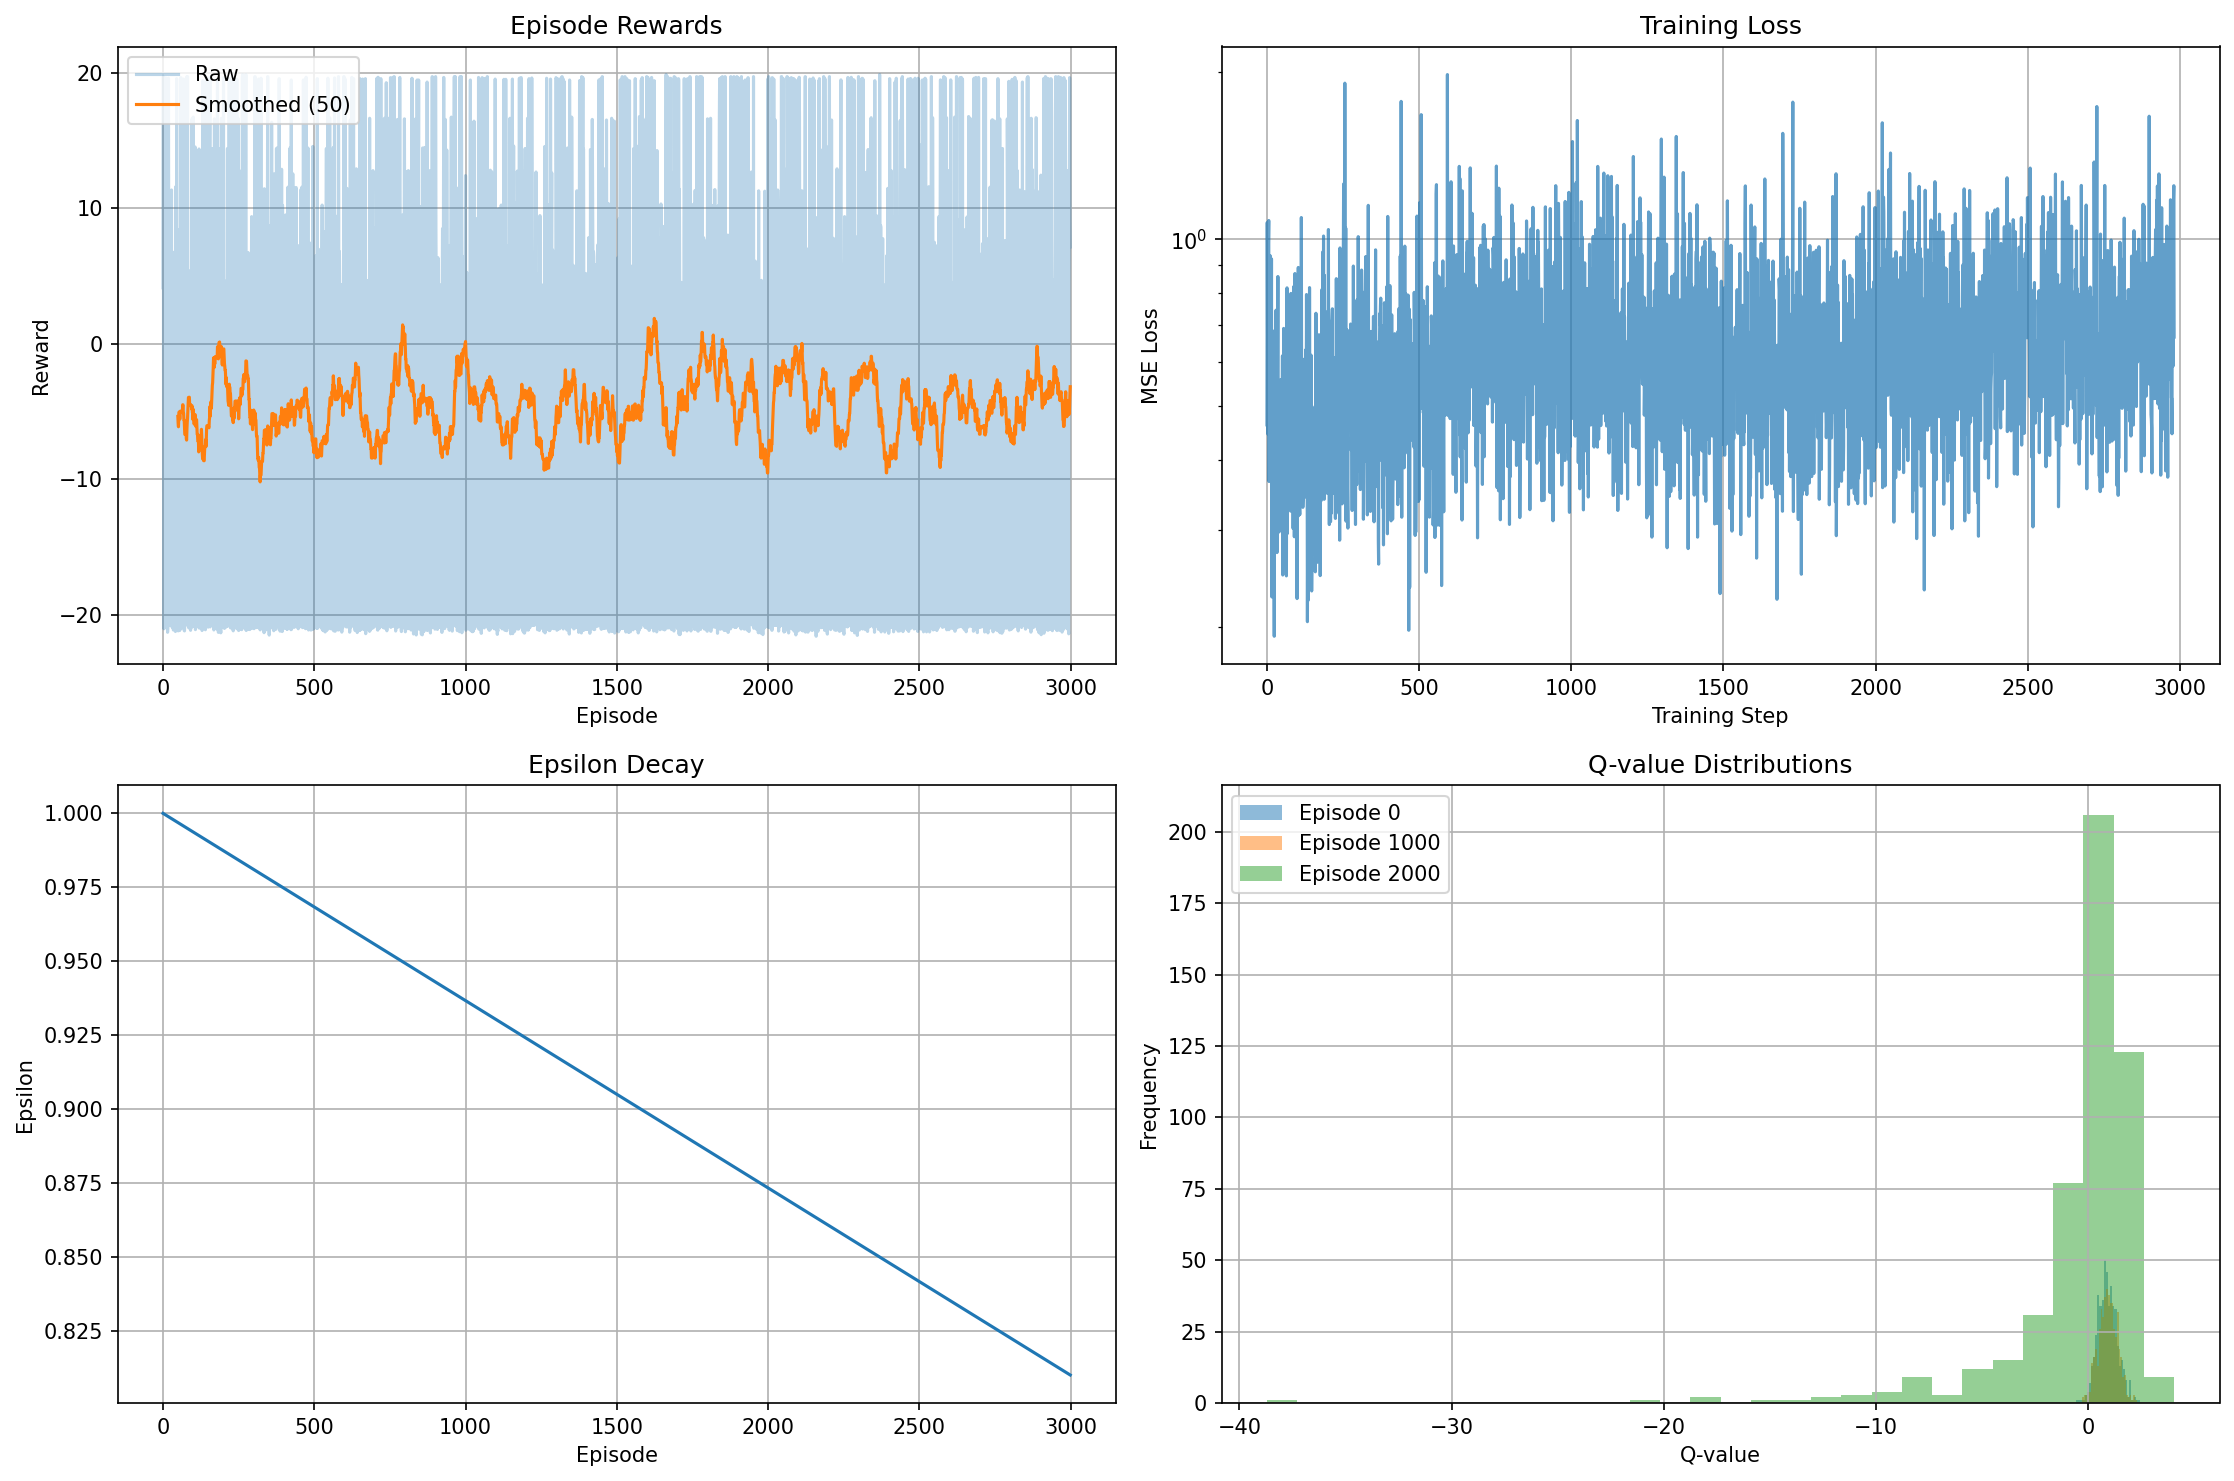 Episode Rewards
Raw
Smoothed (50)
20
10
0
−10
−20
Reward
0 500 1000 1500 2000 2500 3000
Episode
Training Loss
10⁰
MSE Loss
0 500 1000 1500 2000 2500 3000
Training Step
Epsilon Decay
1.000
0.975
0.950
0.925
0.900
0.875
0.850
0.825
Epsilon
0 500 1000 1500 2000 2500 3000
Episode
Q-value Distributions
Episode 0
Episode 1000
Episode 2000
200
175
150
125
100
75
50
25
0
Frequency
−40 −30 −20 −10 0
Q-value